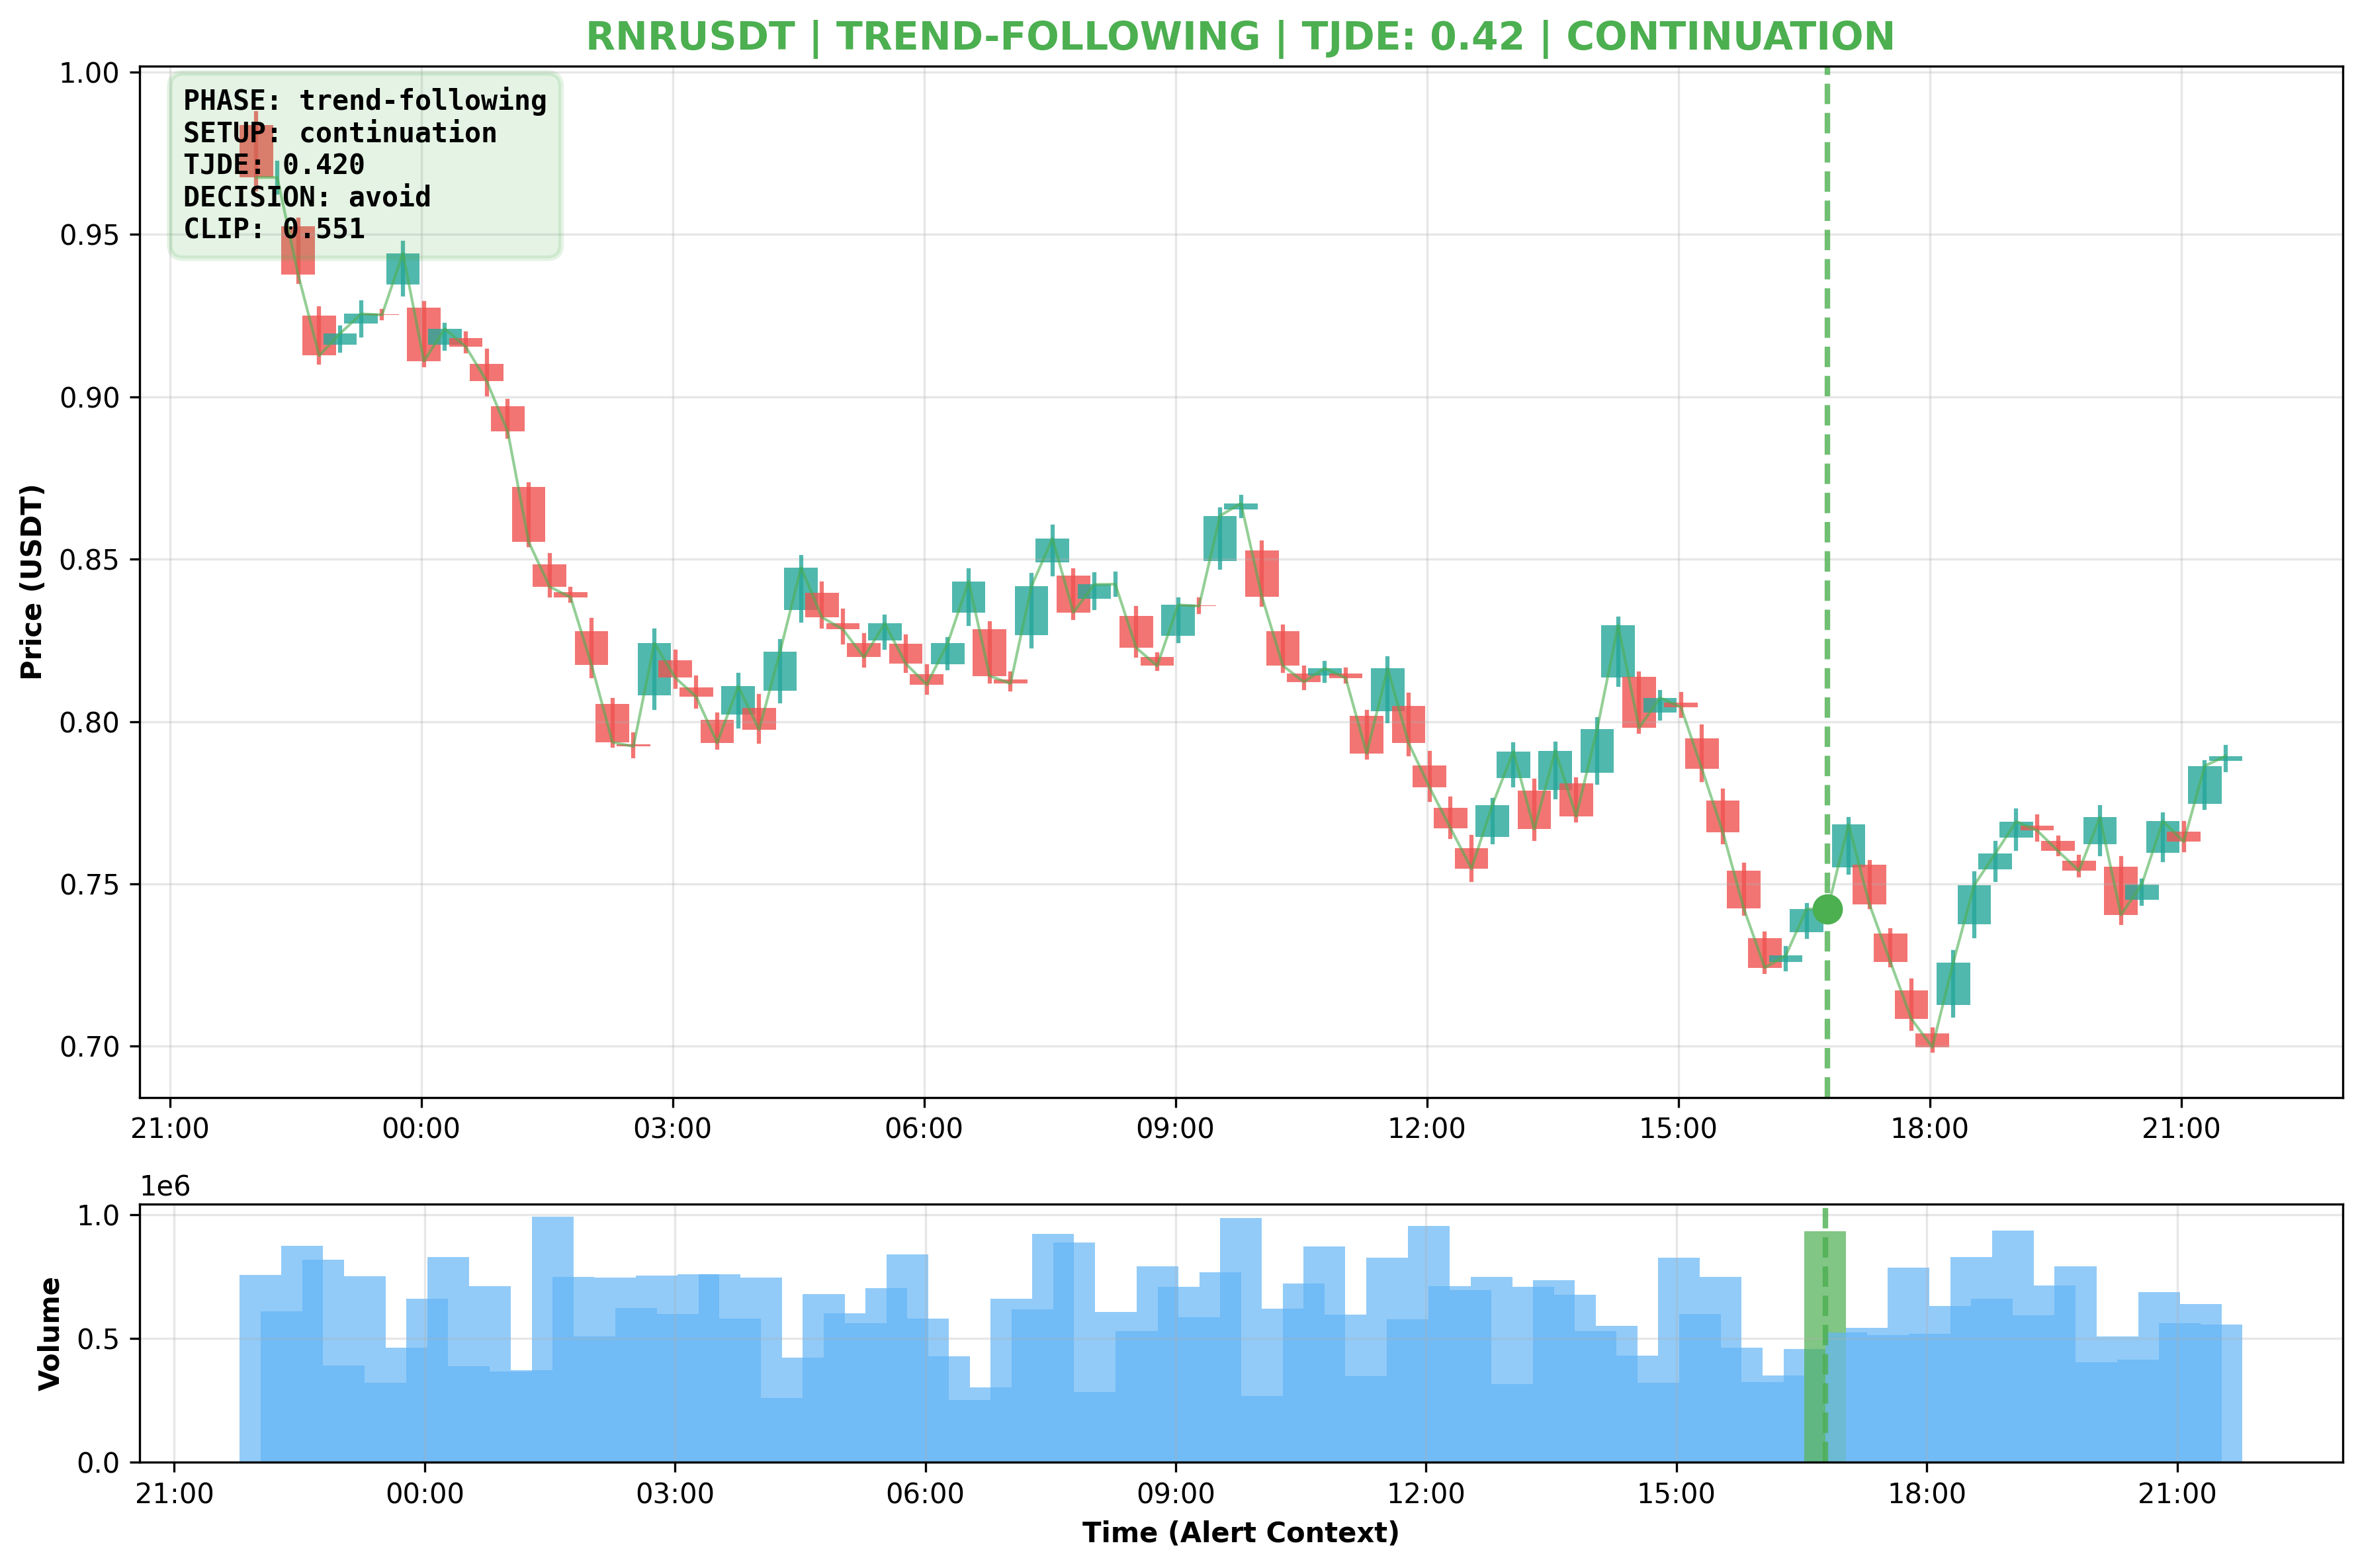 RNRUSDT | TREND-FOLLOWING | TJDE: 0.42 | CONTINUATION
PHASE: trend-following
SETUP: continuation
TJDE: 0.420
DECISION: avoid
CLIP: 0.551
Price (USDT)
1.00
0.95
0.90
0.85
0.80
0.75
0.70
21:00 00:00 03:00 06:00 09:00 12:00 15:00 18:00 21:00
1e6
Volume
1.0
0.5
0.0
21:00 00:00 03:00 06:00 09:00 12:00 15:00 18:00 21:00
Time (Alert Context)